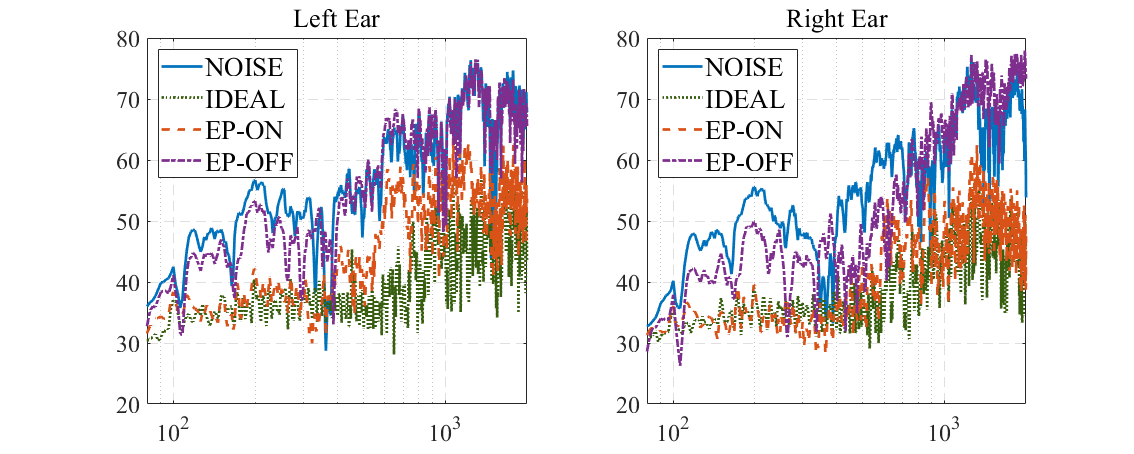 Left Ear
80
70
60
50
40
30
20
10²
10³
NOISE
IDEAL
EP-ON
EP-OFF
Right Ear
80
70
60
50
40
30
20
10²
10³
NOISE
IDEAL
EP-ON
EP-OFF